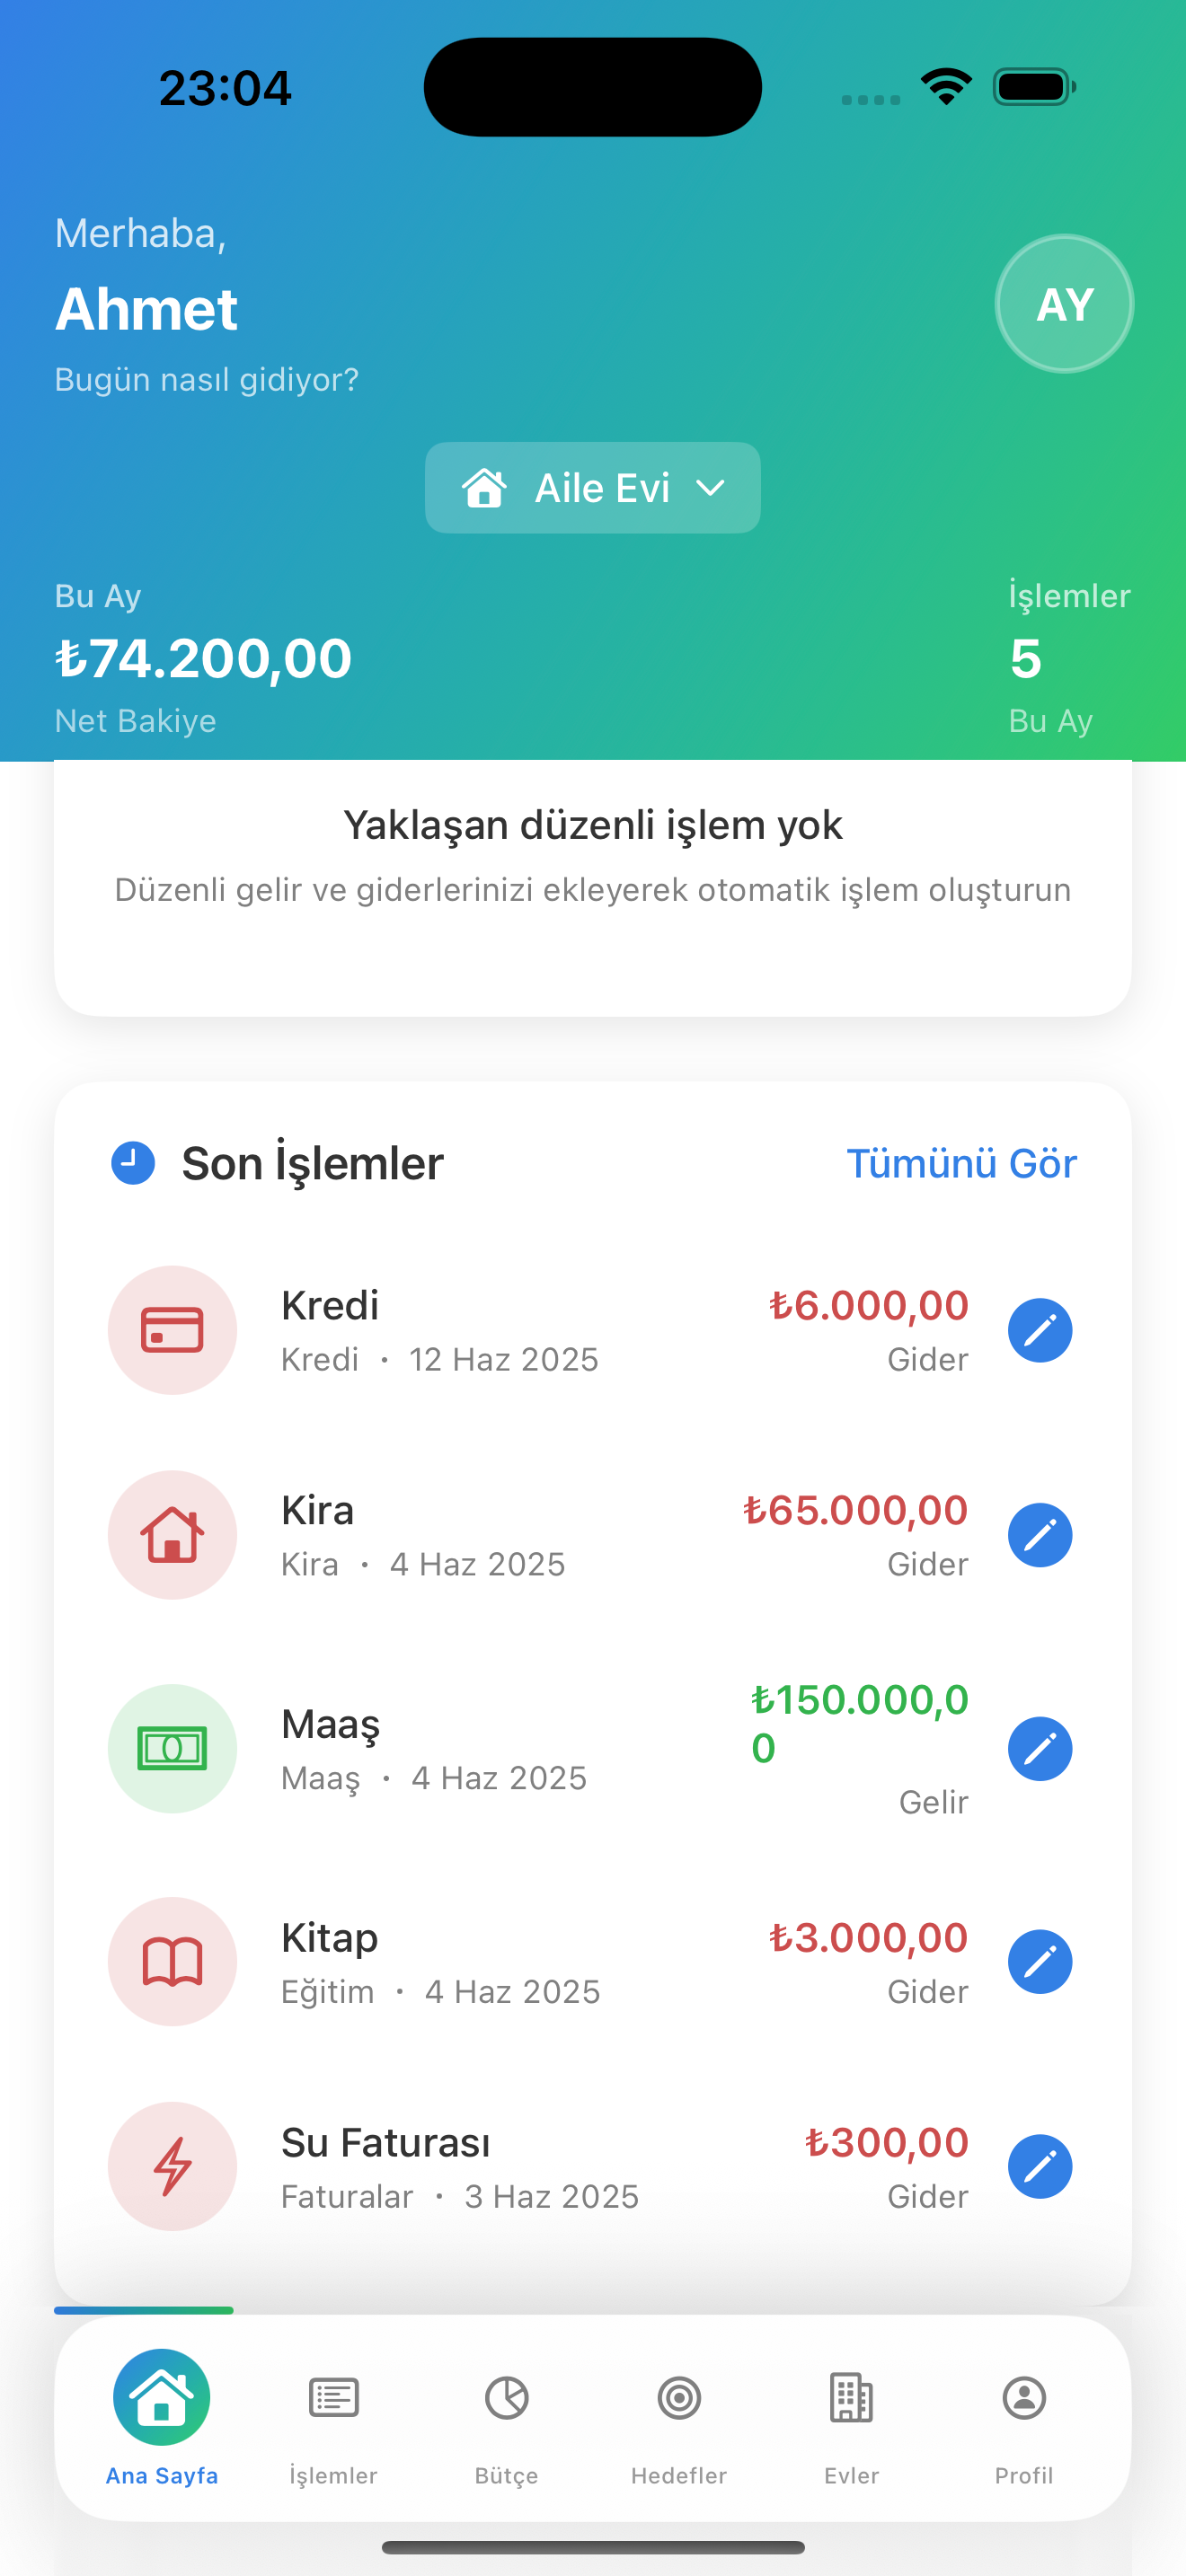 23:04
Merhaba,
Ahmet
AY
Bugün nasıl gidiyor?
Aile Evi
Bu Ay
İşlemler
₺74.200,00
5
Net Bakiye
Bu Ay
Yaklaşan düzenli işlem yok
Düzenli gelir ve giderlerinizi ekleyerek otomatik işlem oluşturun
Son İşlemler
Tümünü Gör
Kredi
₺6.000,00
Kredi • 12 Haz 2025
Gider
Kira
₺65.000,00
Kira • 4 Haz 2025
Gider
Maaş
₺150.000,0
0
Maaş • 4 Haz 2025
Gelir
Kitap
₺3.000,00
Eğitim • 4 Haz 2025
Gider
Su Faturası
₺300,00
Faturalar • 3 Haz 2025
Gider
Ana Sayfa
İşlemler
Bütçe
Hedefler
Evler
Profil